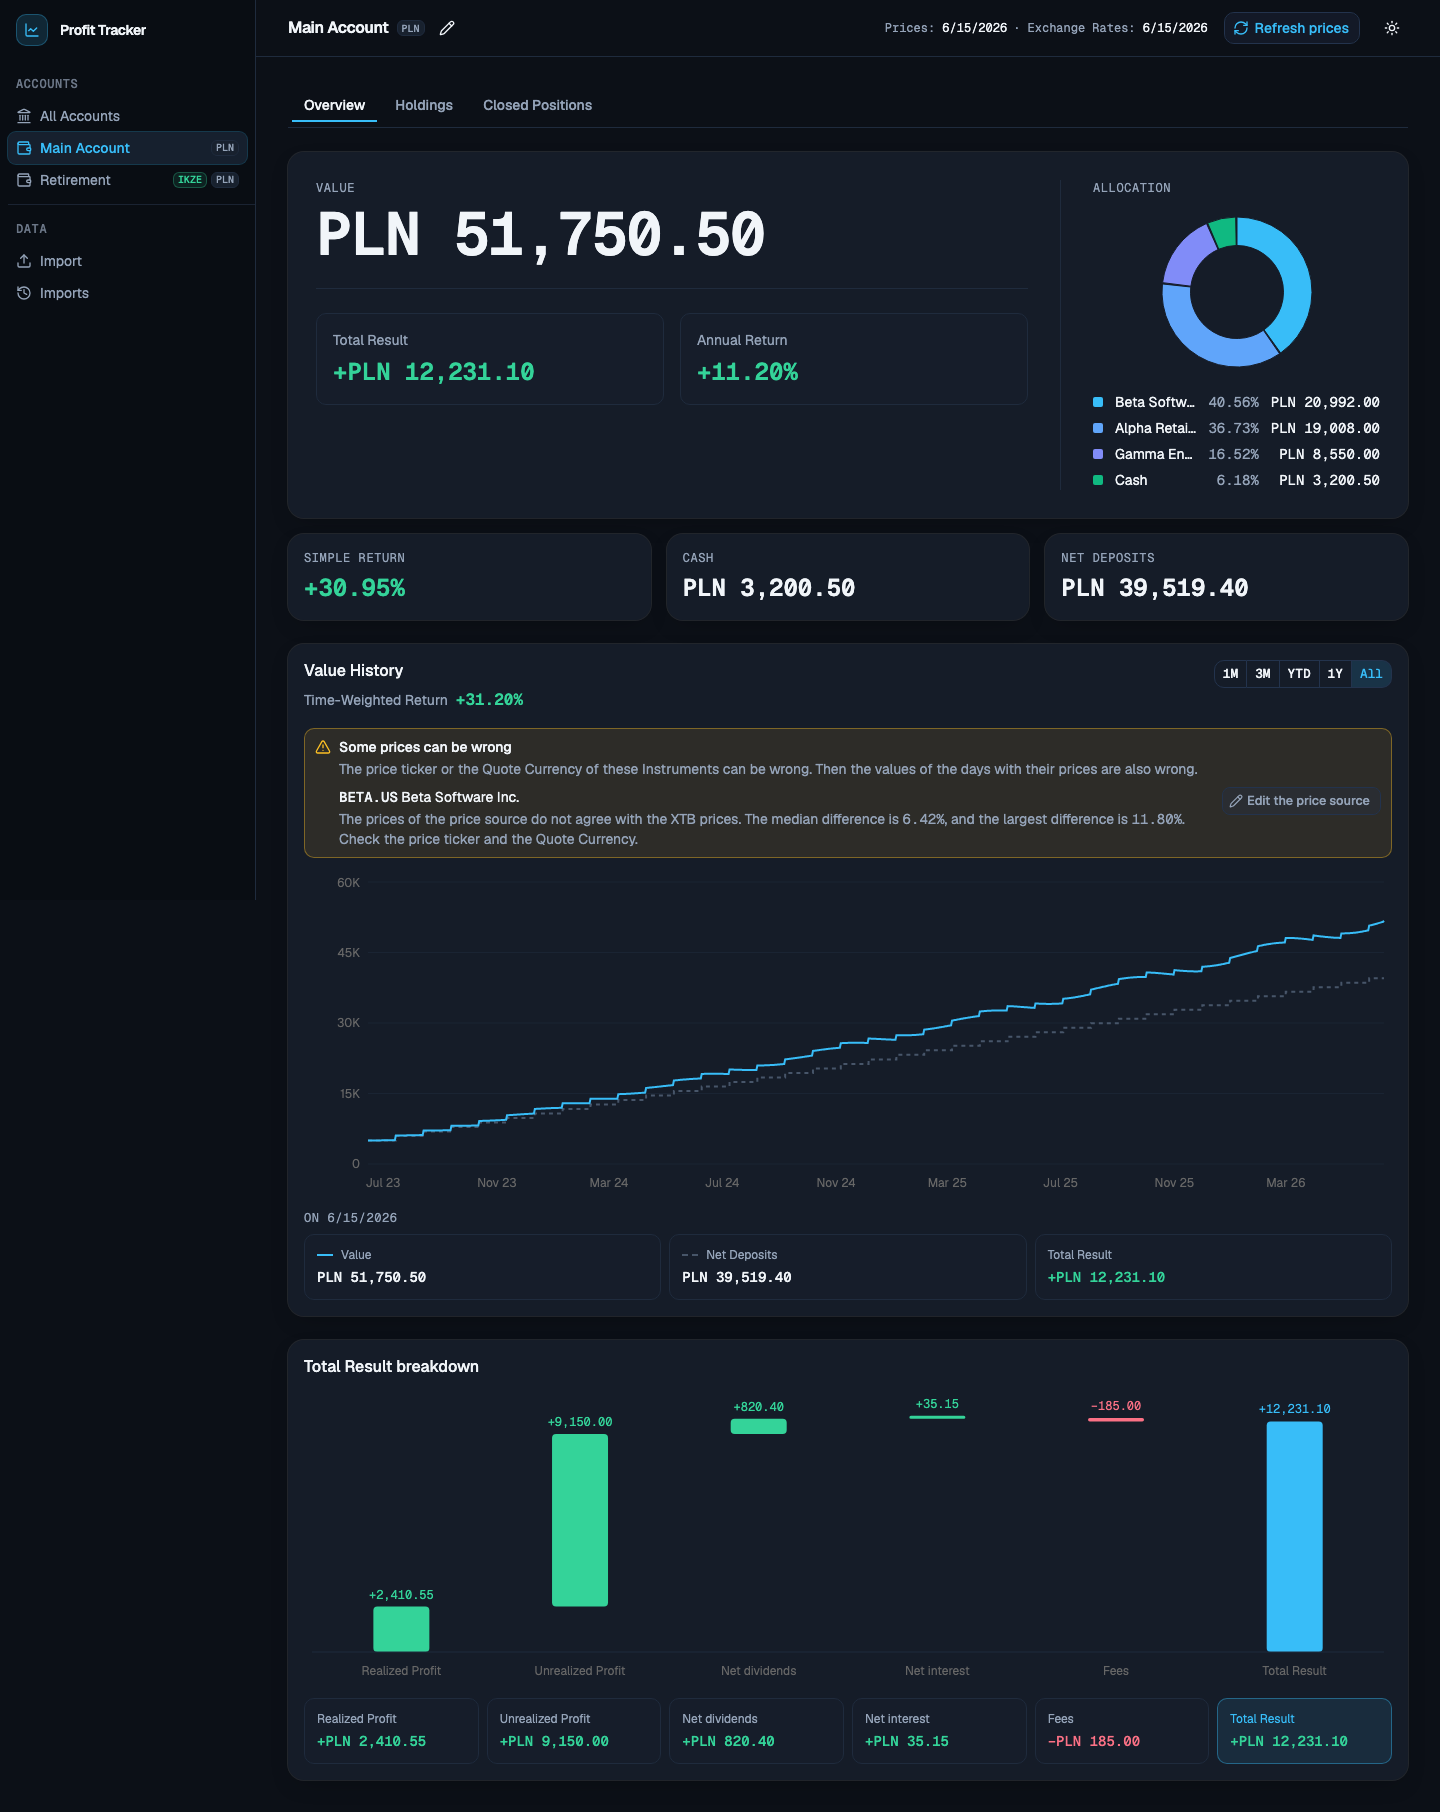 Profit Tracker
ACCOUNTS
All Accounts
Main Account PLN
Retirement IKZE PLN
DATA
Import
Imports
Main Account PLN
Prices: 6/15/2026 · Exchange Rates: 6/15/2026
Refresh prices
Overview Holdings Closed Positions
VALUE
PLN 51,750.50
Total Result
+PLN 12,231.10
Annual Return
+11.20%
ALLOCATION
Beta Softw… 40.56% PLN 20,992.00
Alpha Retai… 36.73% PLN 19,008.00
Gamma En… 16.52% PLN 8,550.00
Cash 6.18% PLN 3,200.50
SIMPLE RETURN
+30.95%
CASH
PLN 3,200.50
NET DEPOSITS
PLN 39,519.40
Value History
1M 3M YTD 1Y All
Time-Weighted Return +31.20%
Some prices can be wrong
The price ticker or the Quote Currency of these Instruments can be wrong. Then the values of the days with their prices are also wrong.
BETA.US Beta Software Inc.
Edit the price source
The prices of the price source do not agree with the XTB prices. The median difference is 6.42%, and the largest difference is 11.80%.
Check the price ticker and the Quote Currency.
60K
45K
30K
15K
0
Jul 23 Nov 23 Mar 24 Jul 24 Nov 24 Mar 25 Jul 25 Nov 25 Mar 26
ON 6/15/2026
Value
PLN 51,750.50
Net Deposits
PLN 39,519.40
Total Result
+PLN 12,231.10
Total Result breakdown
+2,410.55
+9,150.00
+820.40
+35.15
−185.00
+12,231.10
Realized Profit Unrealized Profit Net dividends Net interest Fees Total Result
Realized Profit
+PLN 2,410.55
Unrealized Profit
+PLN 9,150.00
Net dividends
+PLN 820.40
Net interest
+PLN 35.15
Fees
−PLN 185.00
Total Result
+PLN 12,231.10